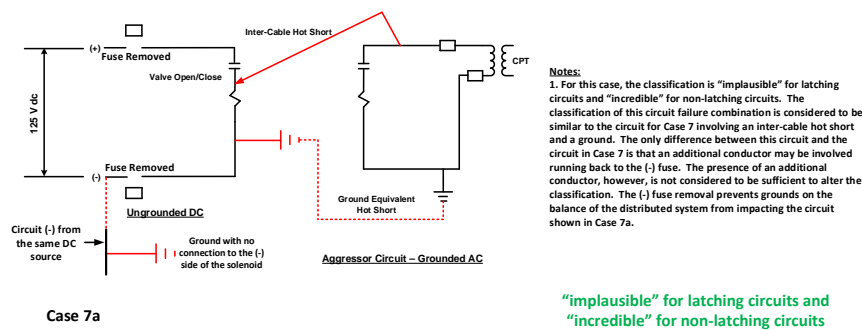 Inter-Cable Hot Short
(+)
Fuse Removed
CPT
Valve Open/Close
125 V dc
Fuse Removed
(-)
Ungrounded DC
Ground Equivalent
Hot Short
Circuit (-) from
the same DC
source
Ground with no
connection to the (-)
side of the solenoid
Aggressor Circuit – Grounded AC
Case 7a
Notes:
1. For this case, the classification is “implausible” for latching
circuits and “incredible” for non-latching circuits. The
classification of this circuit failure combination is considered to be
similar to the circuit for Case 7 involving an inter-cable hot short
and a ground. The only difference between this circuit and the
circuit in Case 7 is that an additional conductor may be involved
running back to the (-) fuse. The presence of an additional
conductor, however, is not considered to be sufficient to alter the
classification. The (-) fuse removal prevents grounds on the
balance of the distributed system from impacting the circuit
shown in Case 7a.
“implausible” for latching circuits and
“incredible” for non-latching circuits